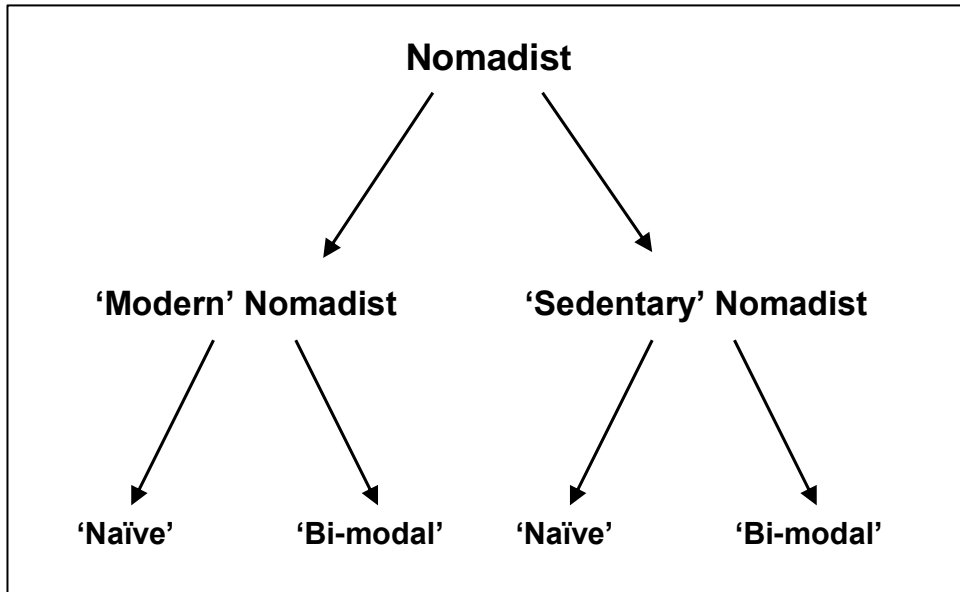 Nomadist
‘Modern’ Nomadist ‘Sedentary’ Nomadist
‘Naïve’ ‘Bi-modal’ ‘Naïve’ ‘Bi-modal’